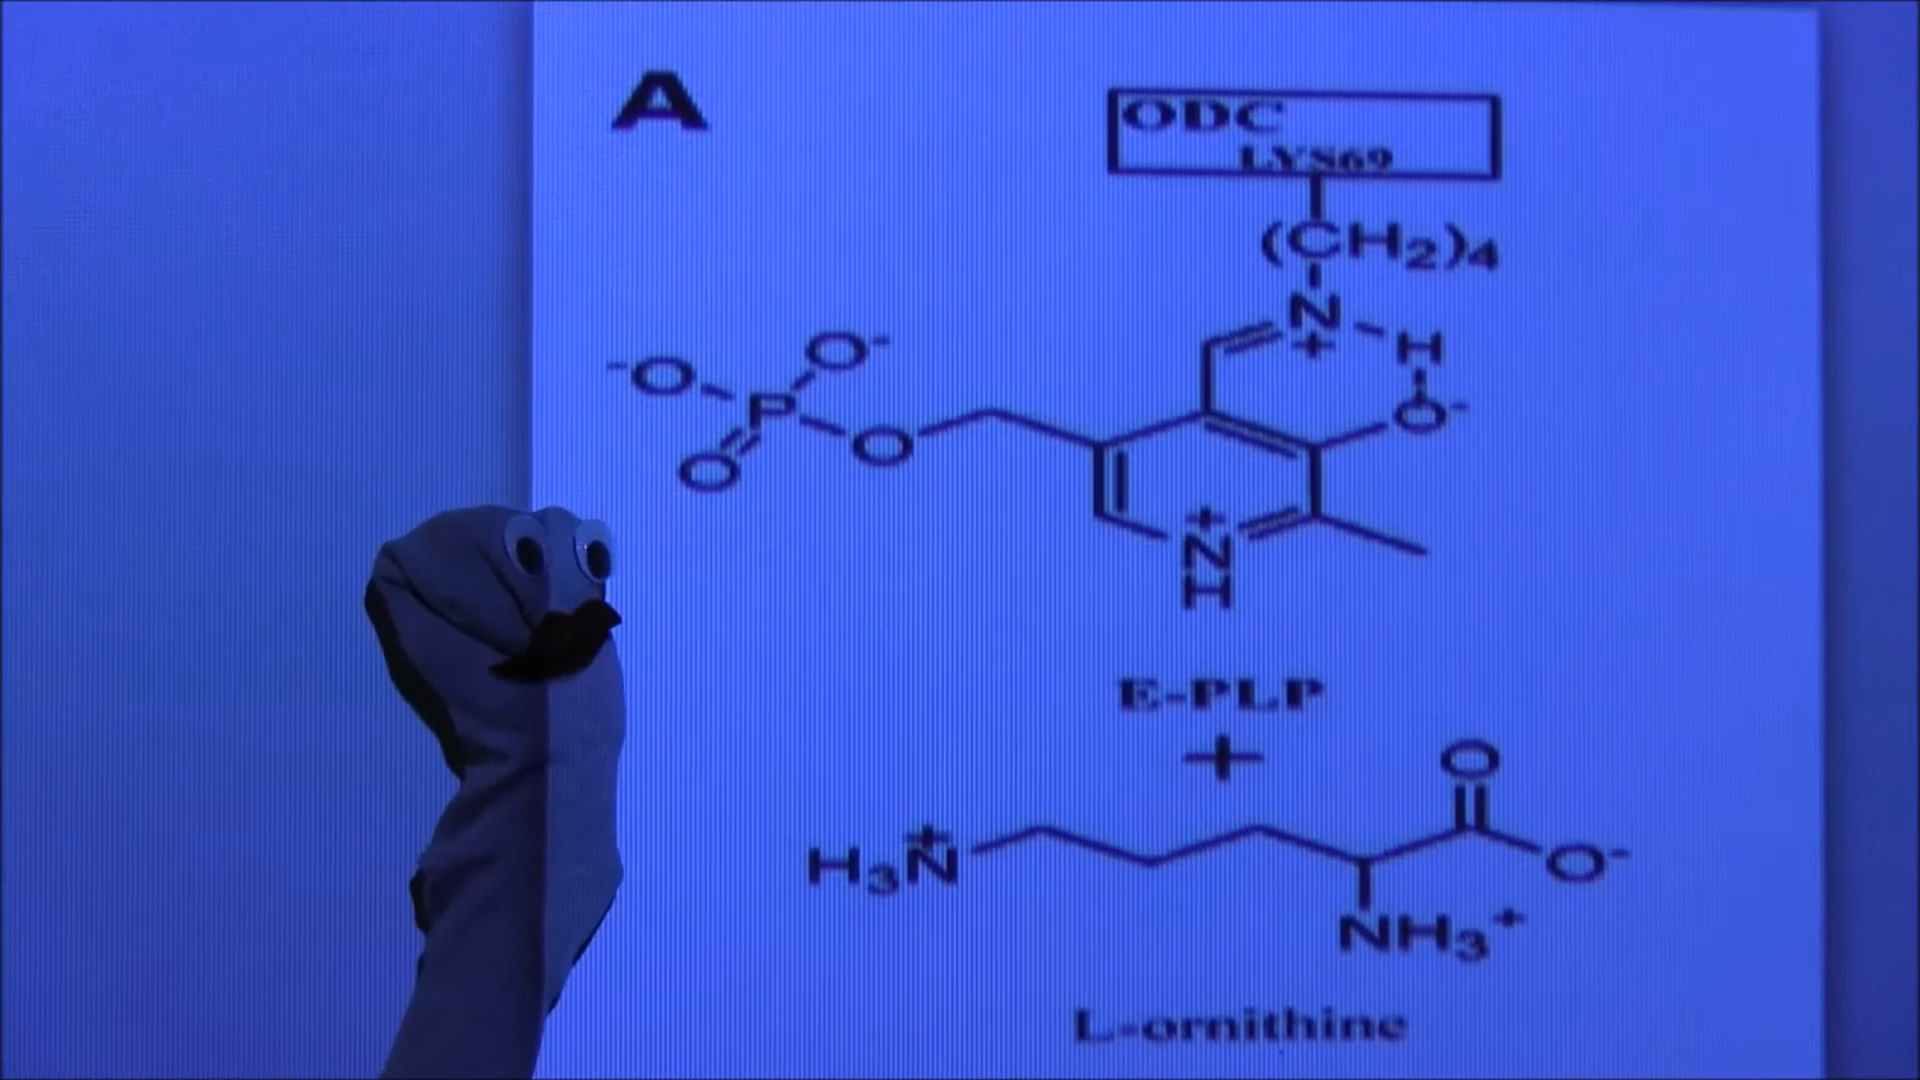 A
ODC
LYS69
(CH2)4
N
+
H
O-
-O
O-
P
O
O
N+
H
E-PLP
+
O
H3N+
O-
NH3+
L-ornithine